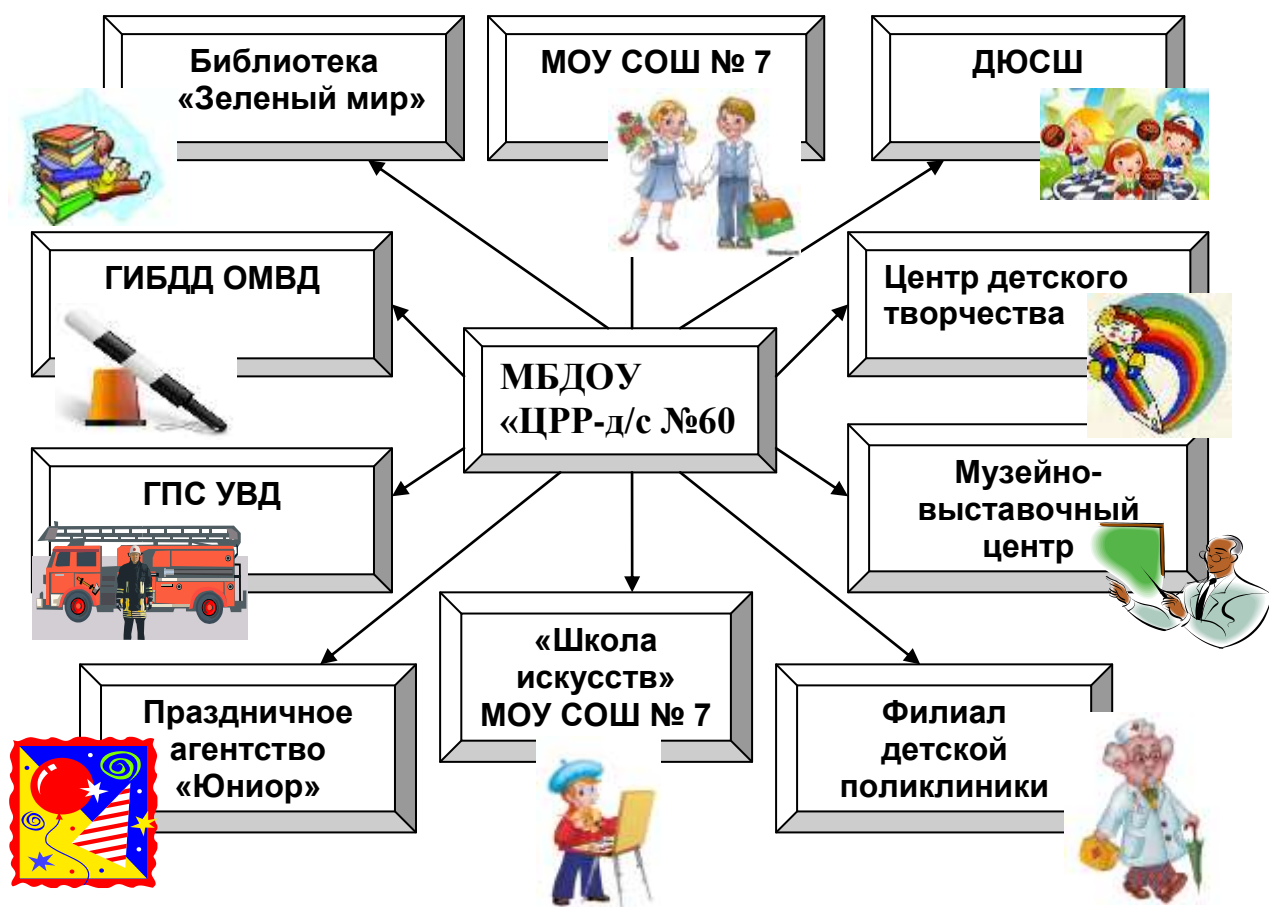 Библиотека
«Зеленый мир»
МОУ СОШ № 7
ДЮСШ
ГИБДД ОМВД
Центр детского
творчества
МБДОУ
«ЦРР-д/с №60
ГПС УВД
Музейно-
выставочный
центр
«Школа
искусств»
МОУ СОШ № 7
Праздничное
агентство
«Юниор»
Филиал
детской
поликлиники